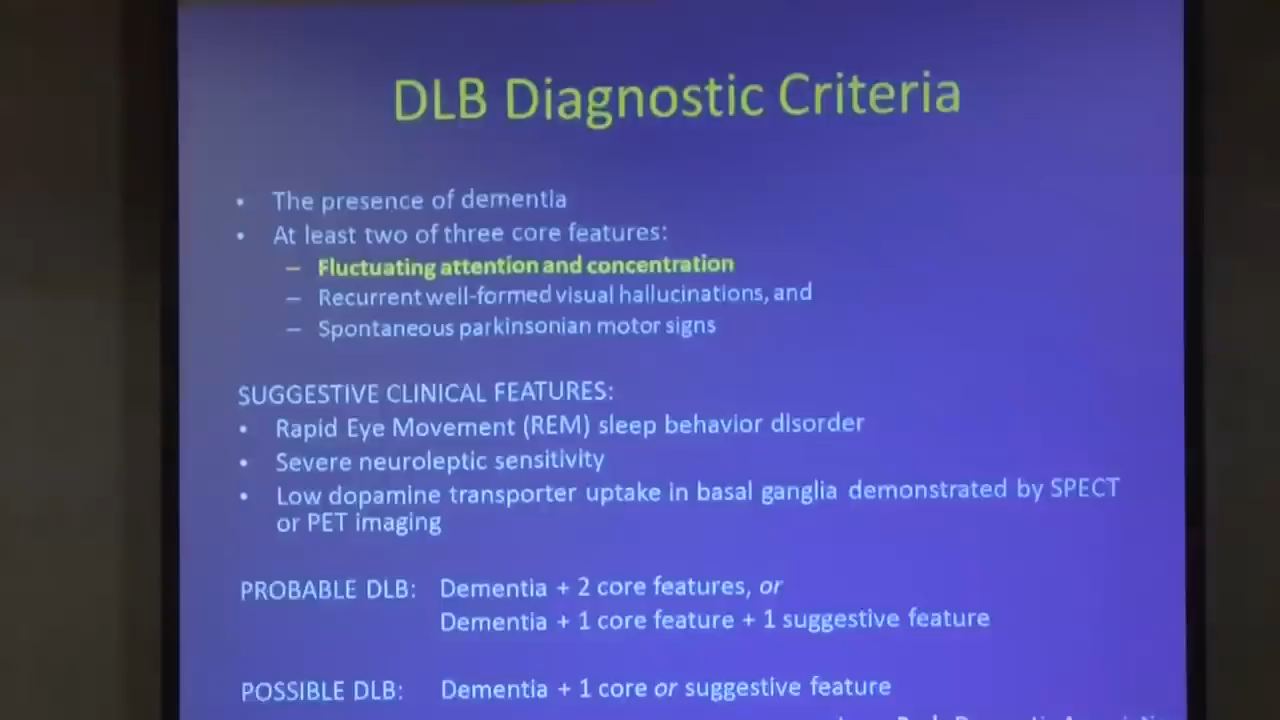 DLB Diagnostic Criteria
• The presence of dementia
• At least two of three core features:
– Fluctuating attention and concentration
– Recurrent well-formed visual hallucinations, and
– Spontaneous parkinsonian motor signs
SUGGESTIVE CLINICAL FEATURES:
• Rapid Eye Movement (REM) sleep behavior disorder
• Severe neuroleptic sensitivity
• Low dopamine transporter uptake in basal ganglia demonstrated by SPECT
or PET imaging
PROBABLE DLB: Dementia + 2 core features, or
Dementia + 1 core feature + 1 suggestive feature
POSSIBLE DLB: Dementia + 1 core or suggestive feature